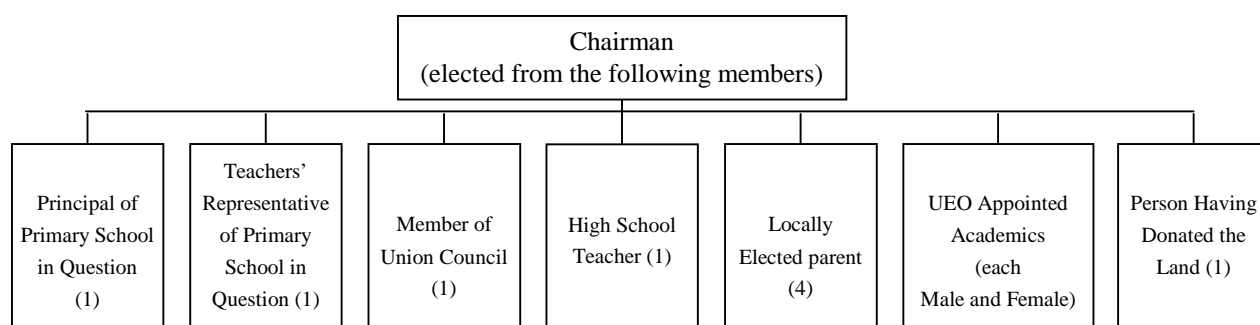 Chairman
(elected from the following members)
Principal of
Primary School
in Question
(1)
Teachers’
Representative
of Primary
School in
Question (1)
Member of
Union Council
(1)
High School
Teacher (1)
Locally
Elected parent
(4)
UEO Appointed
Academics
(each
Male and Female)
Person Having
Donated the
Land (1)